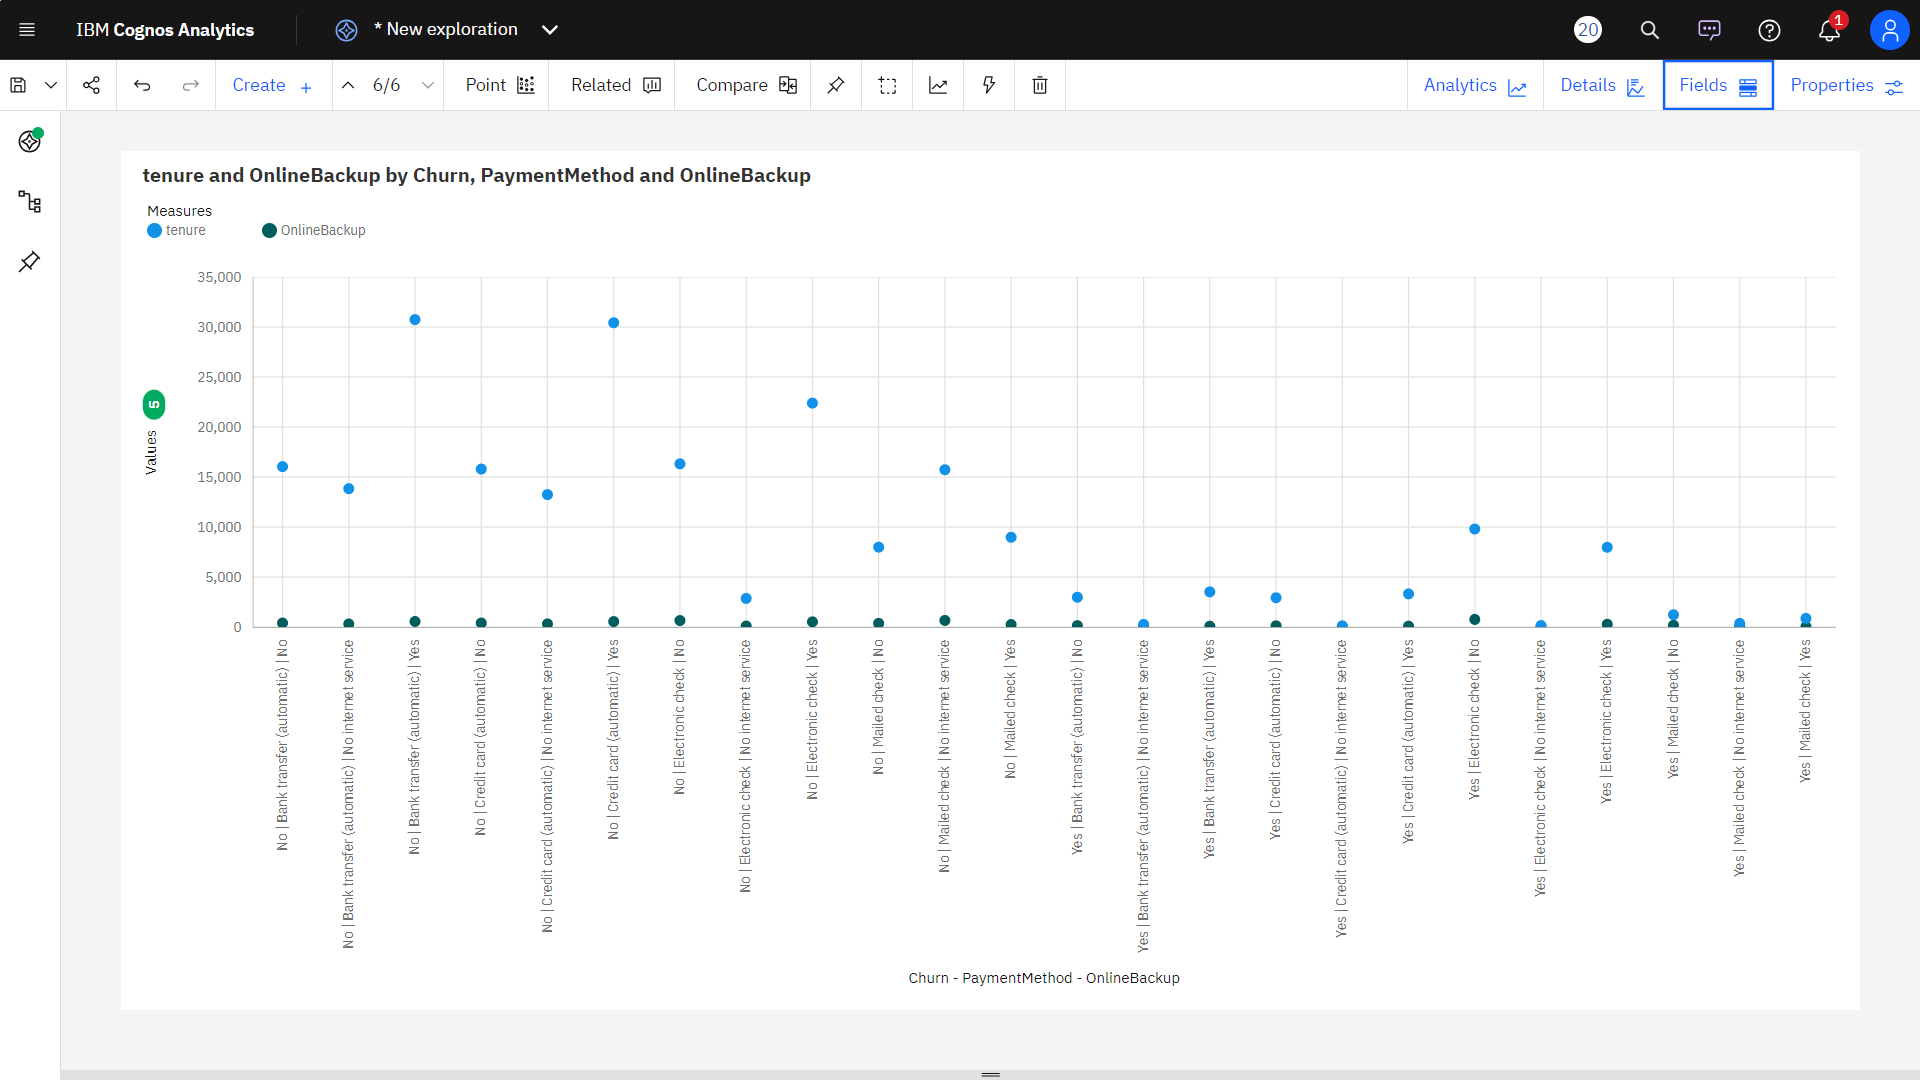 IBM Cognos Analytics
* New exploration
20
1
Create
6/6
Point
Related
Compare
Analytics
Details
Fields
Properties
tenure and OnlineBackup by Churn, PaymentMethod and OnlineBackup
Measures
tenure
OnlineBackup
35,000
30,000
25,000
20,000
15,000
10,000
5,000
0
5
Values
No | Bank transfer (automatic) | No
No | Bank transfer (automatic) | No internet service
No | Bank transfer (automatic) | Yes
No | Credit card (automatic) | No
No | Credit card (automatic) | No internet service
No | Credit card (automatic) | Yes
No | Electronic check | No
No | Electronic check | No internet service
No | Electronic check | Yes
No | Mailed check | No
No | Mailed check | No internet service
No | Mailed check | Yes
Yes | Bank transfer (automatic) | No
Yes | Bank transfer (automatic) | No internet service
Yes | Bank transfer (automatic) | Yes
Yes | Credit card (automatic) | No
Yes | Credit card (automatic) | No internet service
Yes | Credit card (automatic) | Yes
Yes | Electronic check | No
Yes | Electronic check | No internet service
Yes | Electronic check | Yes
Yes | Mailed check | No
Yes | Mailed check | No internet service
Yes | Mailed check | Yes
Churn - PaymentMethod - OnlineBackup